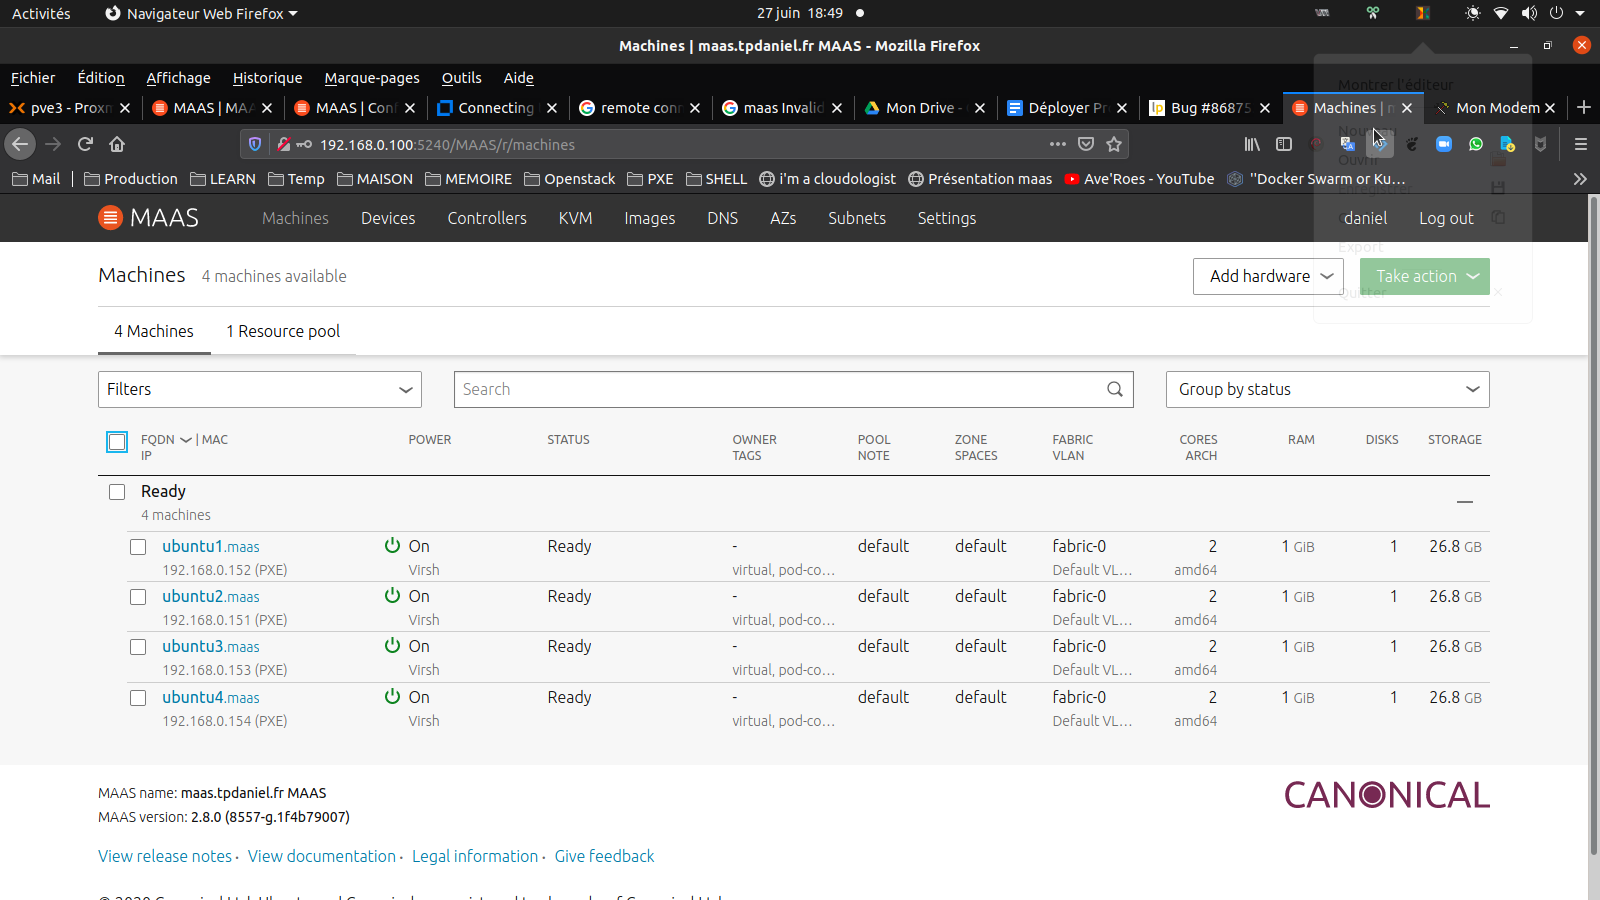 Activités Navigateur Web Firefox 27 juin 18:49
Machines | maas.tpdaniel.fr MAAS - Mozilla Firefox
Fichier Édition Affichage Historique Marque-pages Outils Aide
Montrer l'éditeur
pve3 - Proxm MAAS | MA MAAS | Conf Connecting remote conn maas Invalid Mon Drive - Déployer Pr Bug #86875 Machines | m Mon Modem
Nouveau
192.168.0.100:5240/MAAS/r/machines
Ouvrir
Mail Production LEARN Temp MAISON MEMOIRE Openstack PXE SHELL i'm a cloudologist Présentation maas Ave'Roes - YouTube "Docker Swarm or Ku…
MAAS Machines Devices Controllers KVM Images DNS AZs Subnets Settings daniel Log out
Export
Machines 4 machines available Add hardware Take action
Quitter
4 Machines 1 Resource pool
Filters Search Group by status
FQDN | MAC POWER STATUS OWNER POOL ZONE FABRIC CORES RAM DISKS STORAGE
IP TAGS NOTE SPACES VLAN ARCH
Ready
4 machines
ubuntu1.maas On Ready - default default fabric-0 2 1 GiB 1 26.8 GB
192.168.0.152 (PXE) Virsh virtual, pod-co… Default VL… amd64
ubuntu2.maas On Ready - default default fabric-0 2 1 GiB 1 26.8 GB
192.168.0.151 (PXE) Virsh virtual, pod-co… Default VL… amd64
ubuntu3.maas On Ready - default default fabric-0 2 1 GiB 1 26.8 GB
192.168.0.153 (PXE) Virsh virtual, pod-co… Default VL… amd64
ubuntu4.maas On Ready - default default fabric-0 2 1 GiB 1 26.8 GB
192.168.0.154 (PXE) Virsh virtual, pod-co… Default VL… amd64
MAAS name: maas.tpdaniel.fr MAAS
MAAS version: 2.8.0 (8557-g.1f4b79007)
CANONICAL
View release notes · View documentation · Legal information · Give feedback